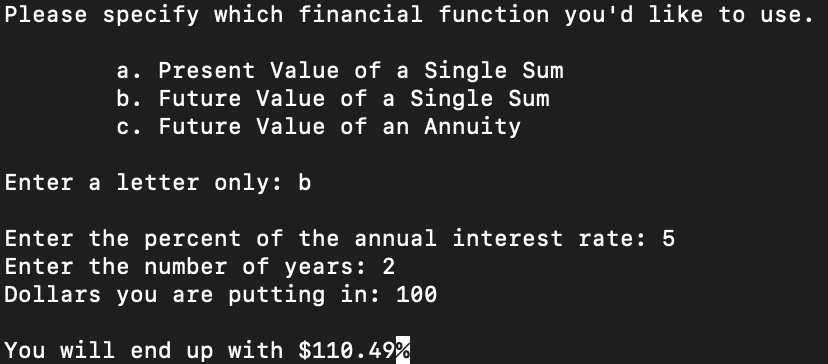 Please specify which financial function you'd like to use.
a. Present Value of a Single Sum
b. Future Value of a Single Sum
c. Future Value of an Annuity
Enter a letter only: b
Enter the percent of the annual interest rate: 5
Enter the number of years: 2
Dollars you are putting in: 100
You will end up with $110.49%